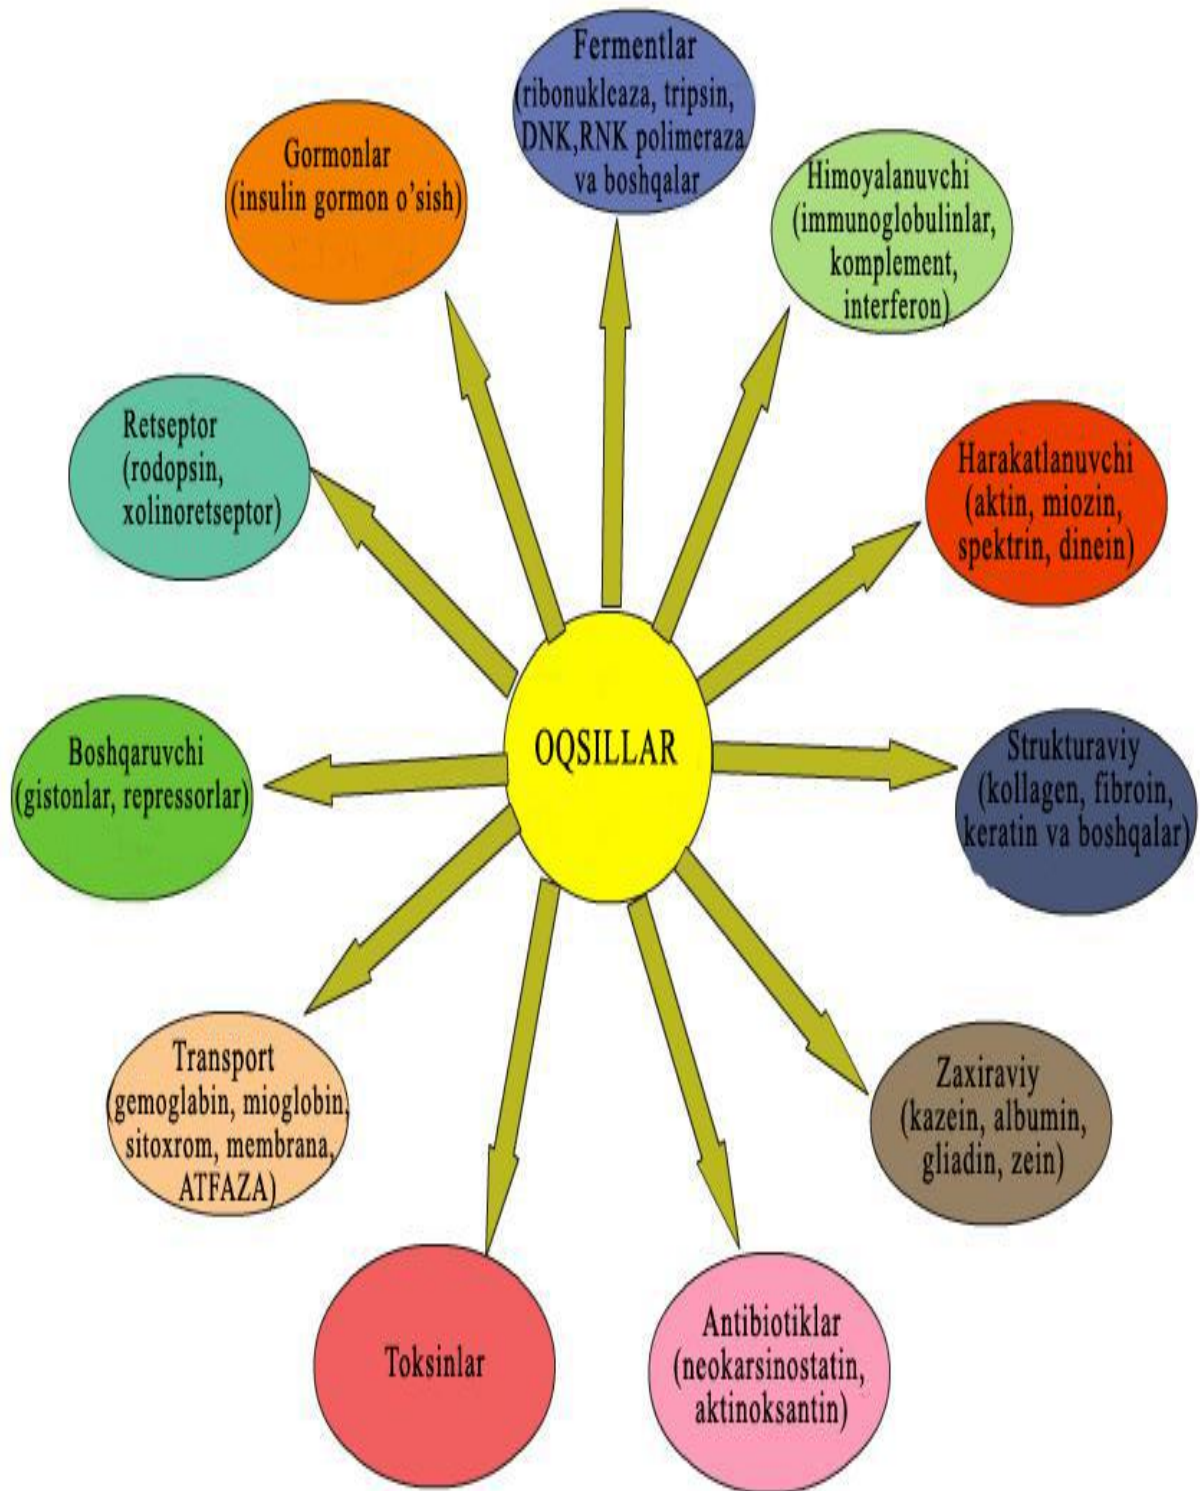 Fermentlar
(ribonukleaza, tripsin,
DNK,RNK polimeraza
va boshqalar
Gormonlar
(insulin gormon o’sish)
Himoyalanuvchi
(immunoglobulinlar,
komplement,
interferon)
Retseptor
(rodopsin,
xolinoretseptor)
Harakatlanuvchi
(aktin, miozin,
spektrin, dinein)
Boshqaruvchi
(gistonlar, repressorlar)
OQSILLAR
Strukturaviy
(kollagen, fibroin,
keratin va boshqalar)
Transport
(gemoglabin, mioglobin,
sitoxrom, membrana,
ATFAZA)
Zaxiraviy
(kazein, albumin,
gliadin, zein)
Toksinlar
Antibiotiklar
(neokarsinostatin,
aktinoksantin)